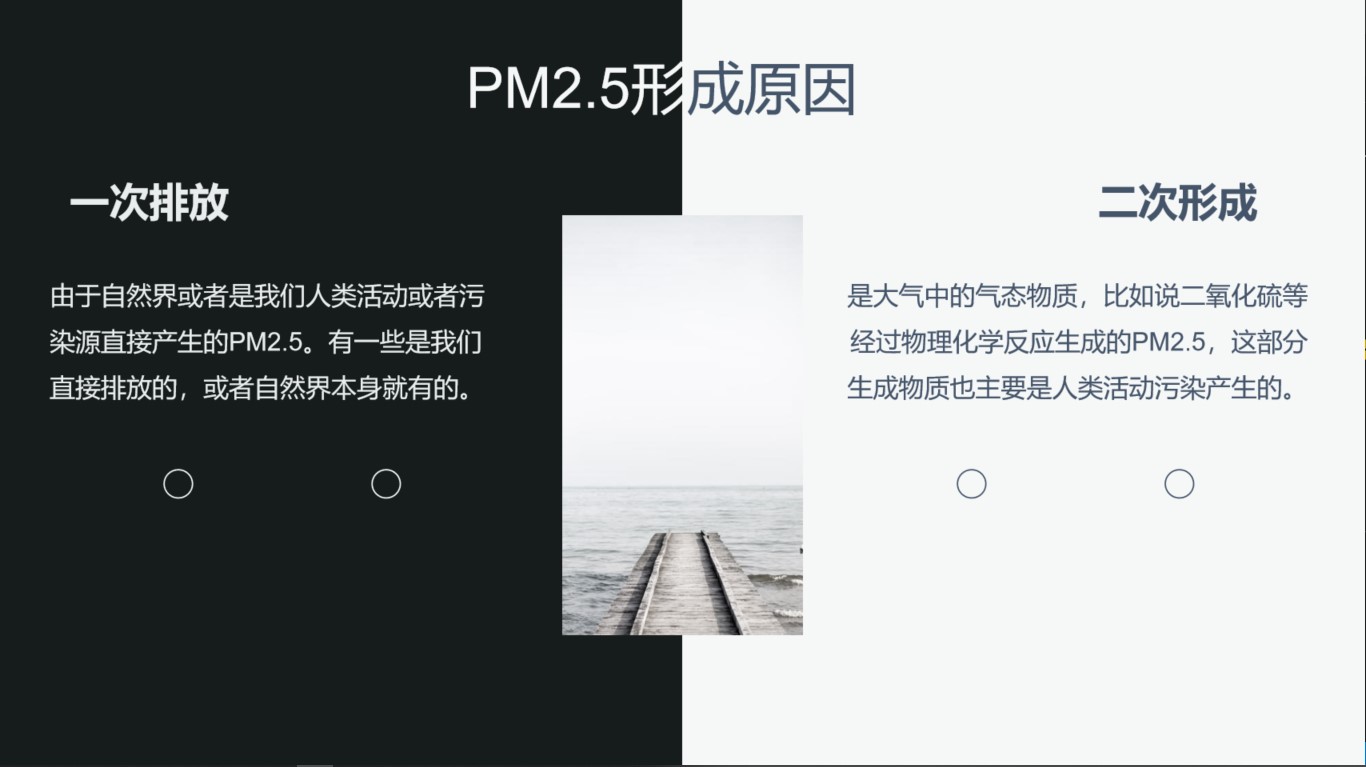 PM2.5形成原因
一次排放
由于自然界或者是我们人类活动或者污
染源直接产生的PM2.5。有一些是我们
直接排放的，或者自然界本身就有的。
二次形成
是大气中的气态物质，比如说二氧化硫等
经过物理化学反应生成的PM2.5，这部分
生成物质也主要是人类活动污染产生的。